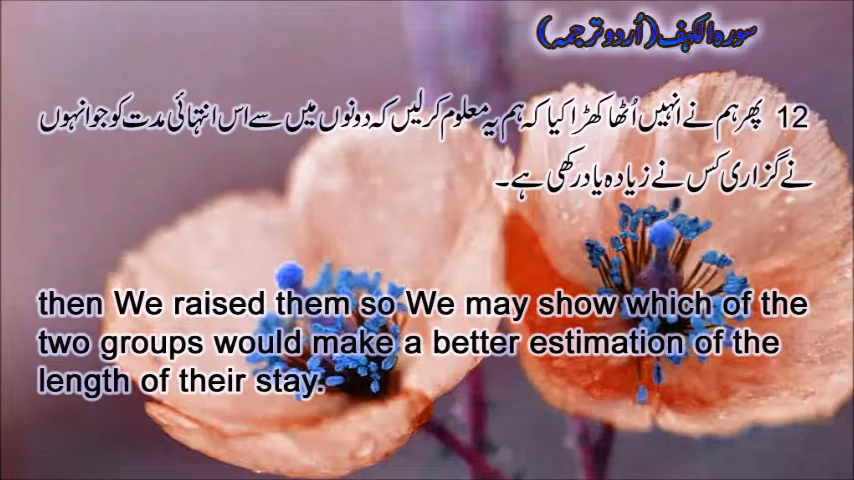 سورہ الکہف (اُردو ترجمہ)
12 پھر ہم نے انہیں اُٹھا کھڑا کیا کہ ہم یہ معلوم کرلیں کہ دونوں میں سے اس انتہائی مدت کو جو انہوں
نے گزاری کس نے زیادہ یاد رکھی ہے۔
then We raised them so We may show which of the
two groups would make a better estimation of the
length of their stay.